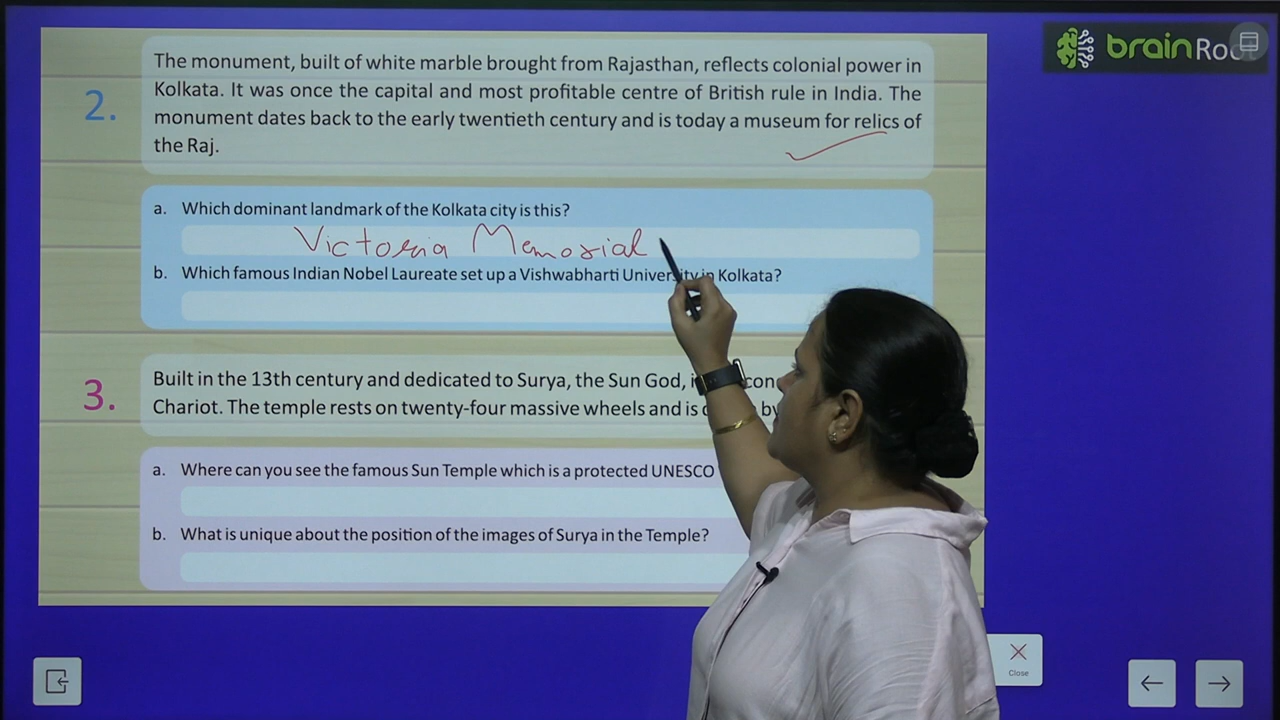 brainRo
2.
The monument, built of white marble brought from Rajasthan, reflects colonial power in
Kolkata. It was once the capital and most profitable centre of British rule in India. The
monument dates back to the early twentieth century and is today a museum for relics of
the Raj.
a. Which dominant landmark of the Kolkata city is this?
Victoria Memorial
b. Which famous Indian Nobel Laureate set up a Vishwabharti University in Kolkata?
3.
Built in the 13th century and dedicated to Surya, the Sun God,
Chariot. The temple rests on twenty-four massive wheels and is by
a. Where can you see the famous Sun Temple which is a protected UNESCO
b. What is unique about the position of the images of Surya in the Temple?
Close